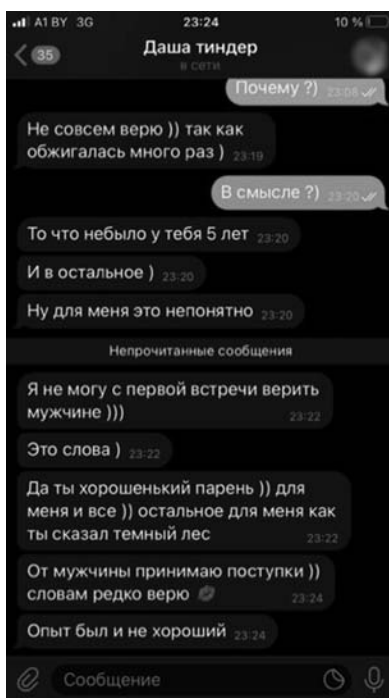 A1 BY 3G 23:24 10 %
35 Даша тиндер
в сети
Почему ?) 23:06
Не совсем верю )) так как
обжигалась много раз ) 23:19
В смысле ?) 23:20
То что небыло у тебя 5 лет 23:20
И в остальное ) 23:20
Ну для меня это непонятно 23:20
Непрочитанные сообщения
Я не могу с первой встречи верить
мужчине )))
23:22
Это слова ) 23:22
Да ты хорошенький парень )) для
меня и все )) остальное для меня как
ты сказал темный лес
23:22
От мужчины принимаю поступки ))
словам редко верю
23:24
Опыт был и не хороший 23:24
Сообщение